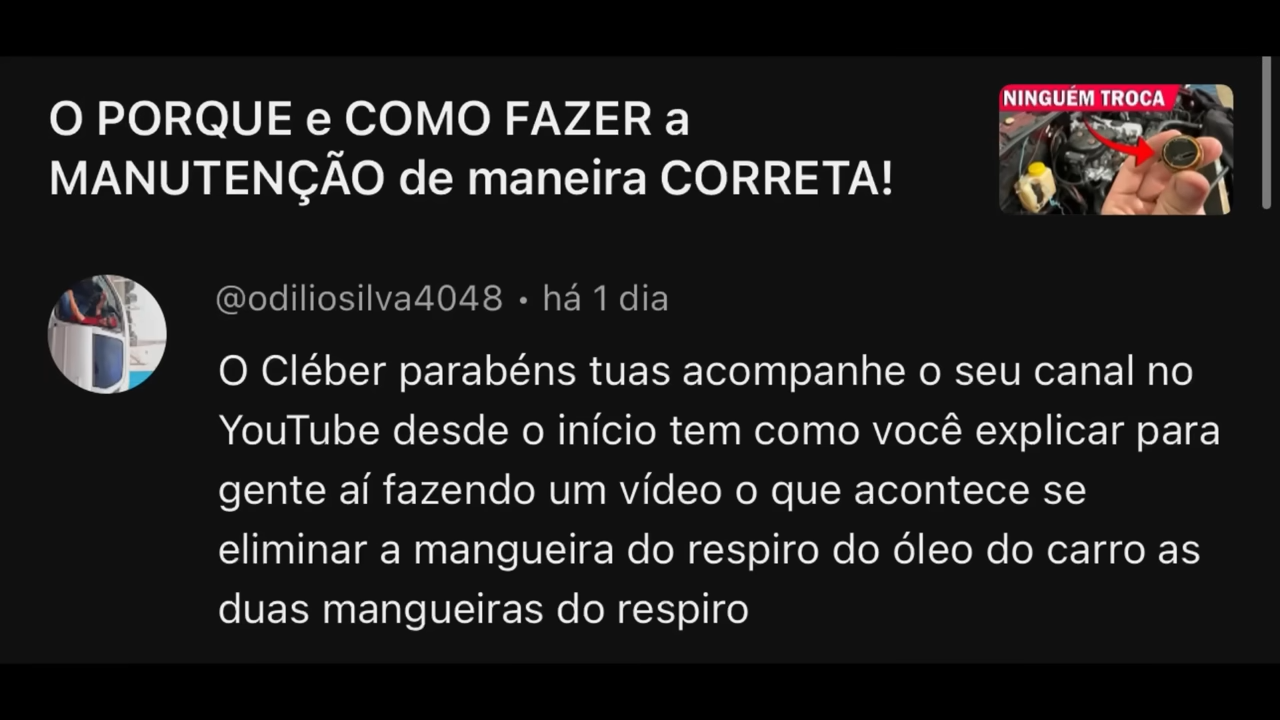 O PORQUE e COMO FAZER a
MANUTENÇÃO de maneira CORRETA!
NINGUÉM TROCA
@odiliosilva4048 • há 1 dia
O Cléber parabéns tuas acompanhe o seu canal no
YouTube desde o início tem como você explicar para
gente aí fazendo um vídeo o que acontece se
eliminar a mangueira do respiro do óleo do carro as
duas mangueiras do respiro